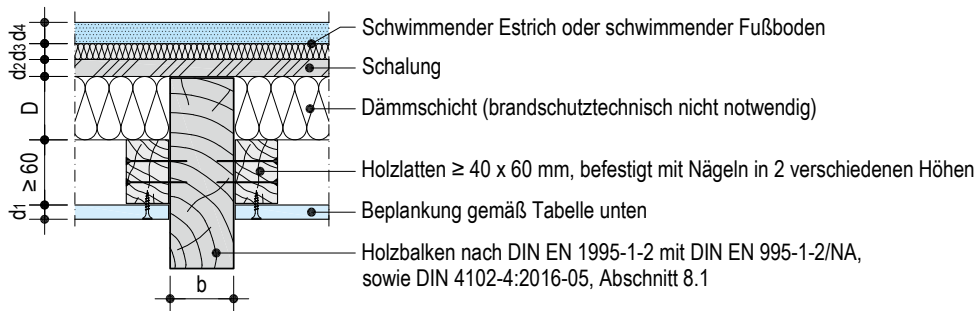 Schwimmender Estrich oder schwimmender Fußboden
Schalung
Dämmschicht (brandschutztechnisch nicht notwendig)
Holzlatten ≥ 40 x 60 mm, befestigt mit Nägeln in 2 verschiedenen Höhen
Beplankung gemäß Tabelle unten
Holzbalken nach DIN EN 1995-1-2 mit DIN EN 995-1-2/NA,
sowie DIN 4102-4:2016-05, Abschnitt 8.1
d4
d3
d2
D
≥ 60
d1
b